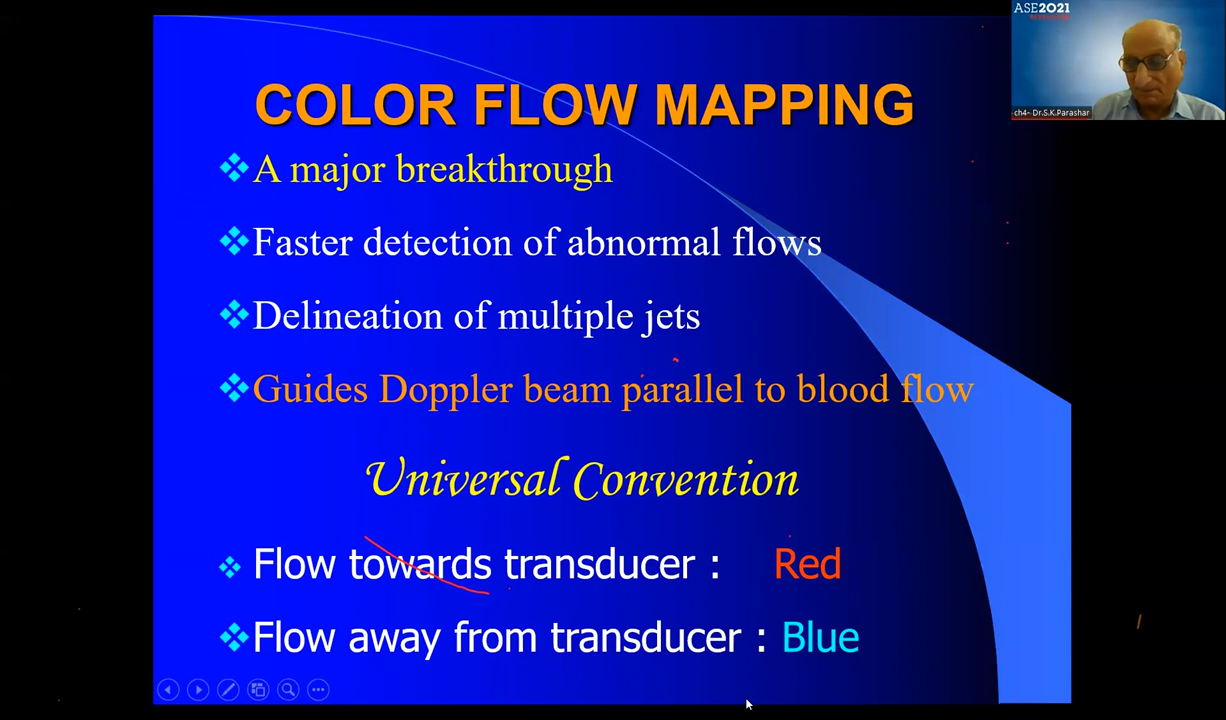 ASE2021
ch4- Dr.S.K.Parashar
COLOR FLOW MAPPING
A major breakthrough
Faster detection of abnormal flows
Delineation of multiple jets
Guides Doppler beam parallel to blood flow
Universal Convention
Flow towards transducer : Red
Flow away from transducer : Blue